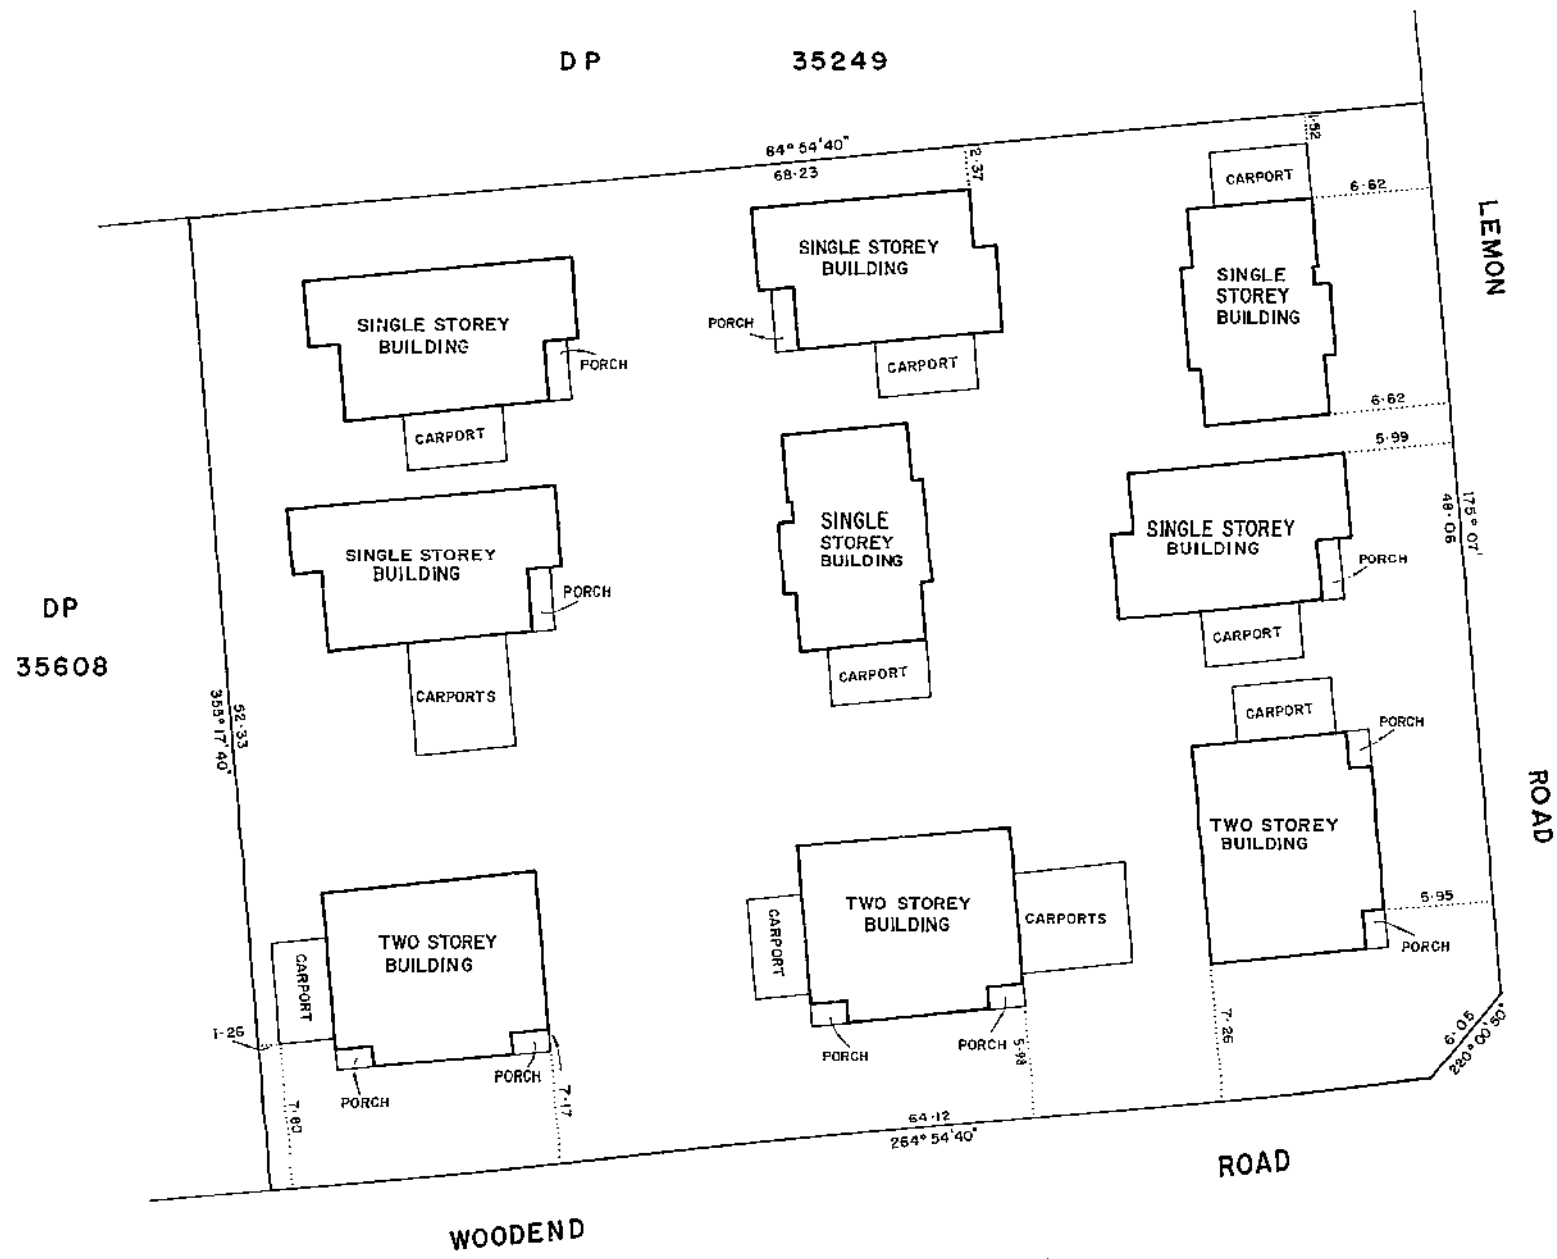 DP 35249
84° 54'40"
68·23
2·37
1·52
CARPORT
6·62
LEMON
SINGLE STOREY
BUILDING
PORCH
CARPORT
SINGLE
STOREY
BUILDING
SINGLE STOREY
BUILDING
PORCH
CARPORT
6·62
5·99
175° 07'
48·06
SINGLE STOREY
BUILDING
PORCH
CARPORTS
SINGLE
STOREY
BUILDING
CARPORT
SINGLE STOREY
BUILDING
PORCH
CARPORT
DP
35608
52·33
355° 17' 40"
CARPORT
PORCH
TWO STOREY
BUILDING
ROAD
5·95
PORCH
TWO STOREY
BUILDING
CARPORT
CARPORTS
PORCH
PORCH
5·98
7·26
TWO STOREY
BUILDING
CARPORT
1·26
PORCH
PORCH
7·80
7·17
6·05
220° 00' 50"
64·12
264° 54'40"
ROAD
WOODEND